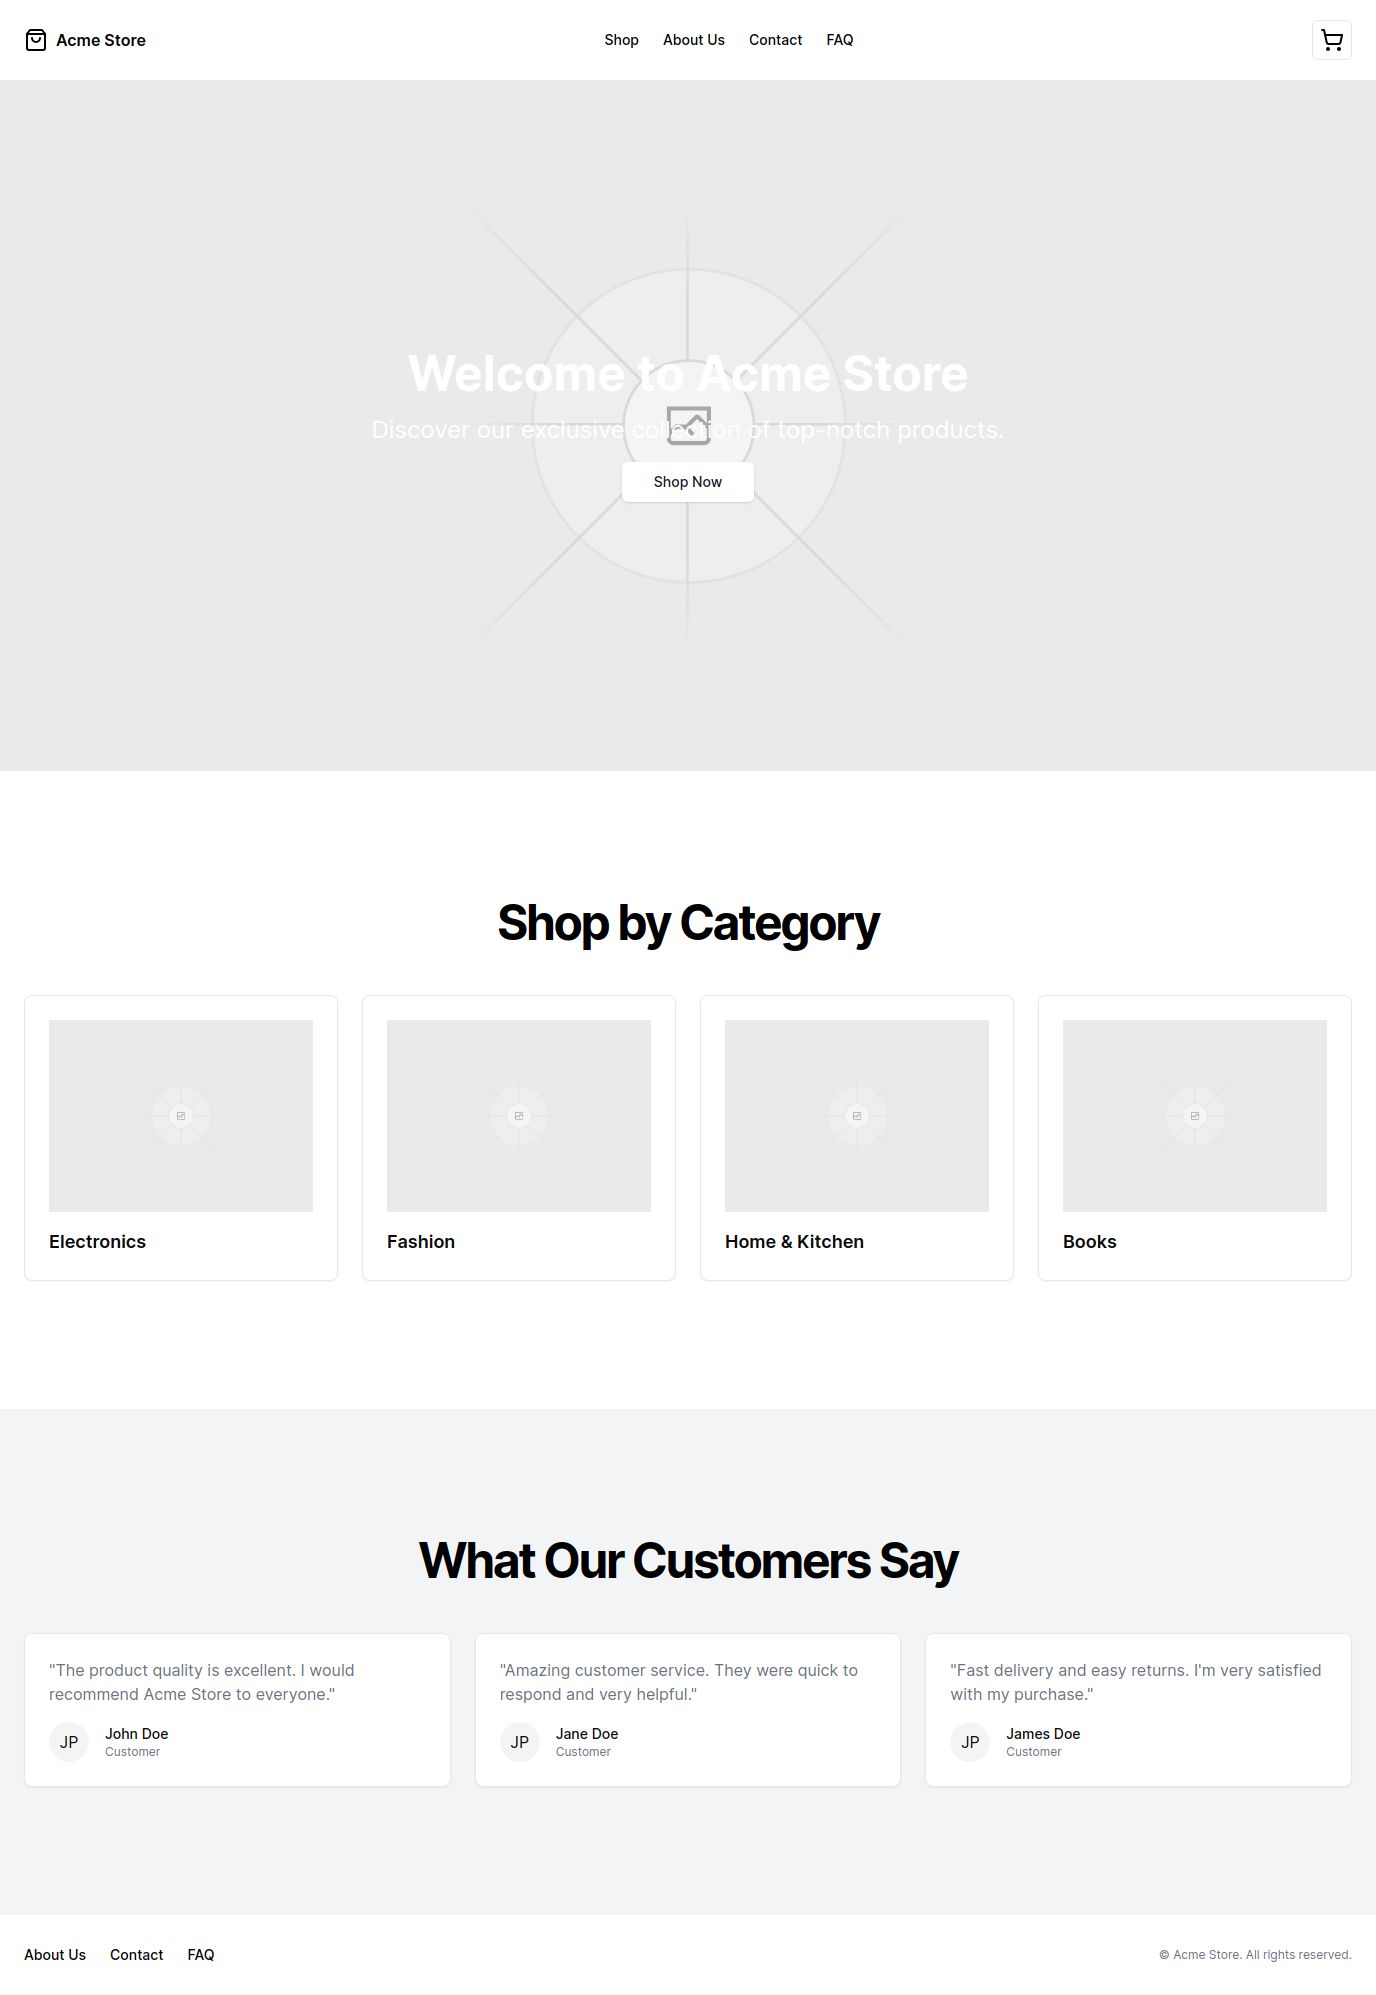 Acme Store
Shop About Us Contact FAQ
Welcome to Acme Store
Discover our exclusive collection of top-notch products.
Shop Now
Shop by Category
Electronics
Fashion
Home & Kitchen
Books
What Our Customers Say
"The product quality is excellent. I would
recommend Acme Store to everyone."
JP
John Doe
Customer
"Amazing customer service. They were quick to
respond and very helpful."
JP
Jane Doe
Customer
"Fast delivery and easy returns. I'm very satisfied
with my purchase."
JP
James Doe
Customer
About Us Contact FAQ
© Acme Store. All rights reserved.